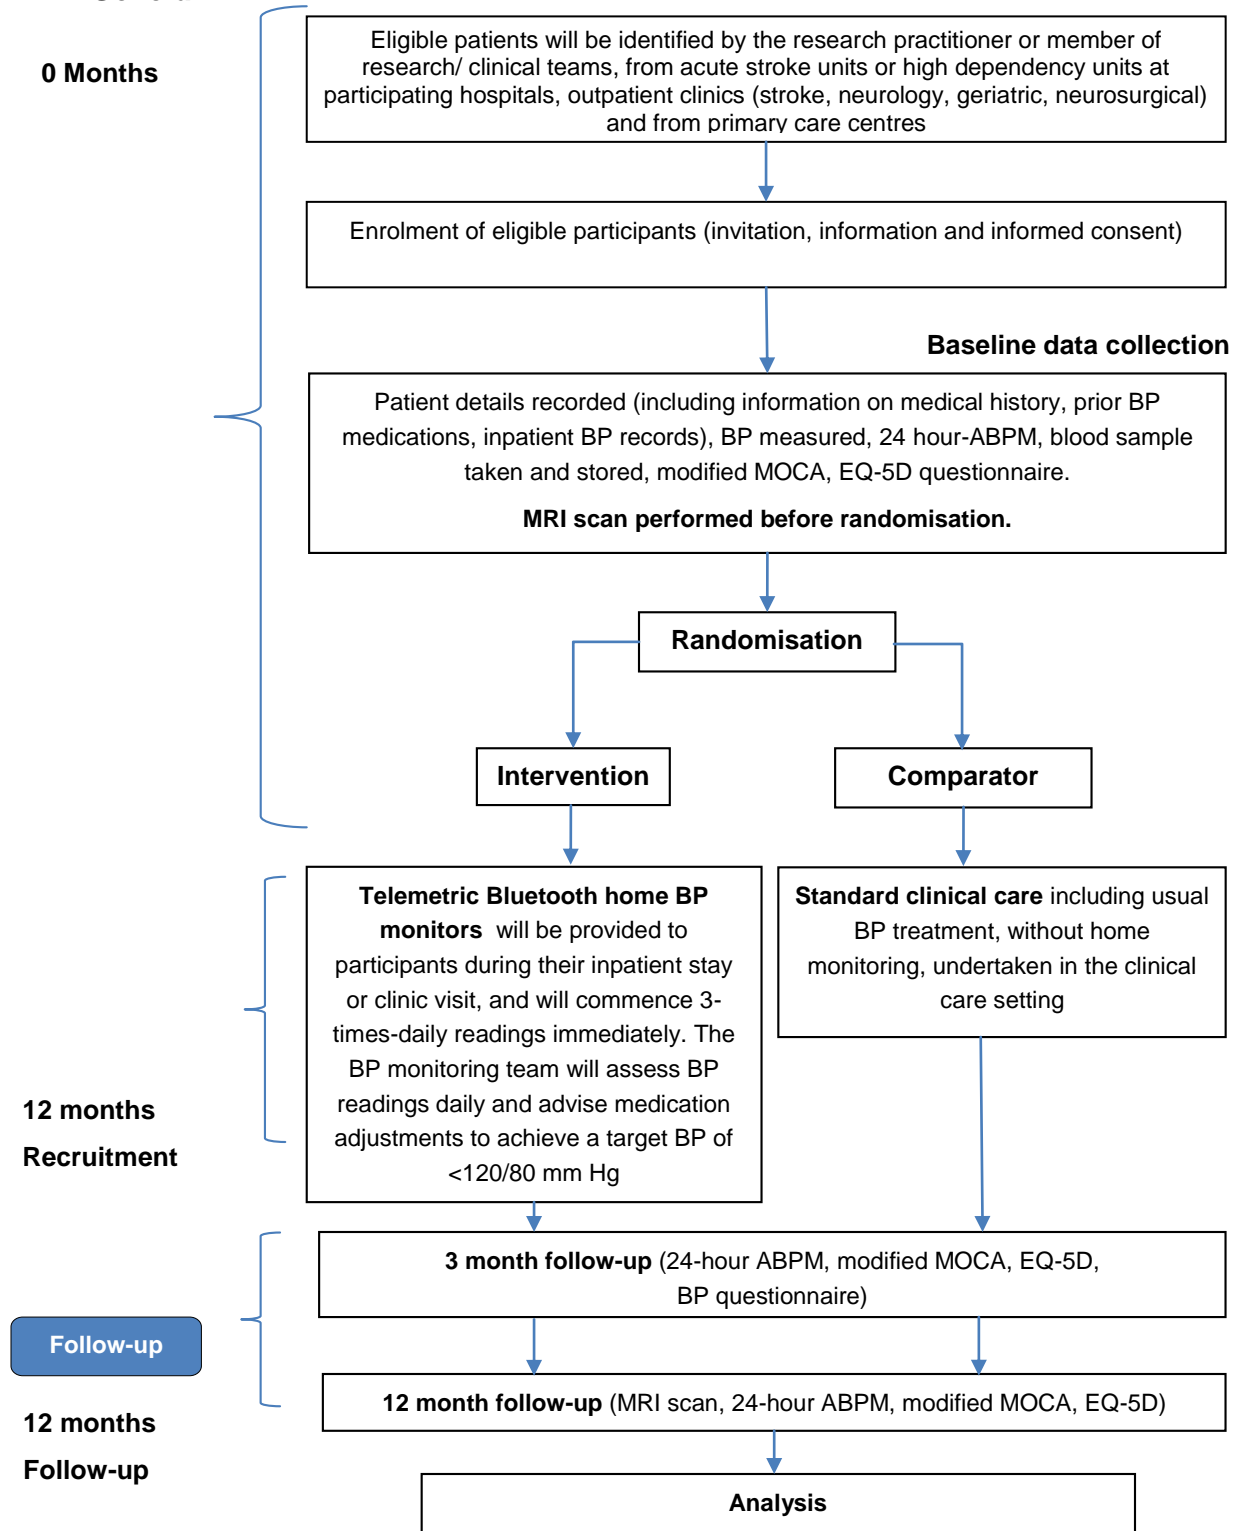 0 Months
Eligible patients will be identified by the research practitioner or member of
research/ clinical teams, from acute stroke units or high dependency units at
participating hospitals, outpatient clinics (stroke, neurology, geriatric, neurosurgical)
and from primary care centres
Enrolment of eligible participants (invitation, information and informed consent)
Baseline data collection
Patient details recorded (including information on medical history, prior BP
medications, inpatient BP records), BP measured, 24 hour-ABPM, blood sample
taken and stored, modified MOCA, EQ-5D questionnaire.
MRI scan performed before randomisation.
Randomisation
Intervention
Comparator
Telemetric Bluetooth home BP
monitors will be provided to
participants during their inpatient stay
or clinic visit, and will commence 3-
times-daily readings immediately. The
BP monitoring team will assess BP
readings daily and advise medication
adjustments to achieve a target BP of
<120/80 mm Hg
Standard clinical care including usual
BP treatment, without home
monitoring, undertaken in the clinical
care setting
12 months
Recruitment
3 month follow-up (24-hour ABPM, modified MOCA, EQ-5D,
BP questionnaire)
Follow-up
12 month follow-up (MRI scan, 24-hour ABPM, modified MOCA, EQ-5D)
12 months
Follow-up
Analysis